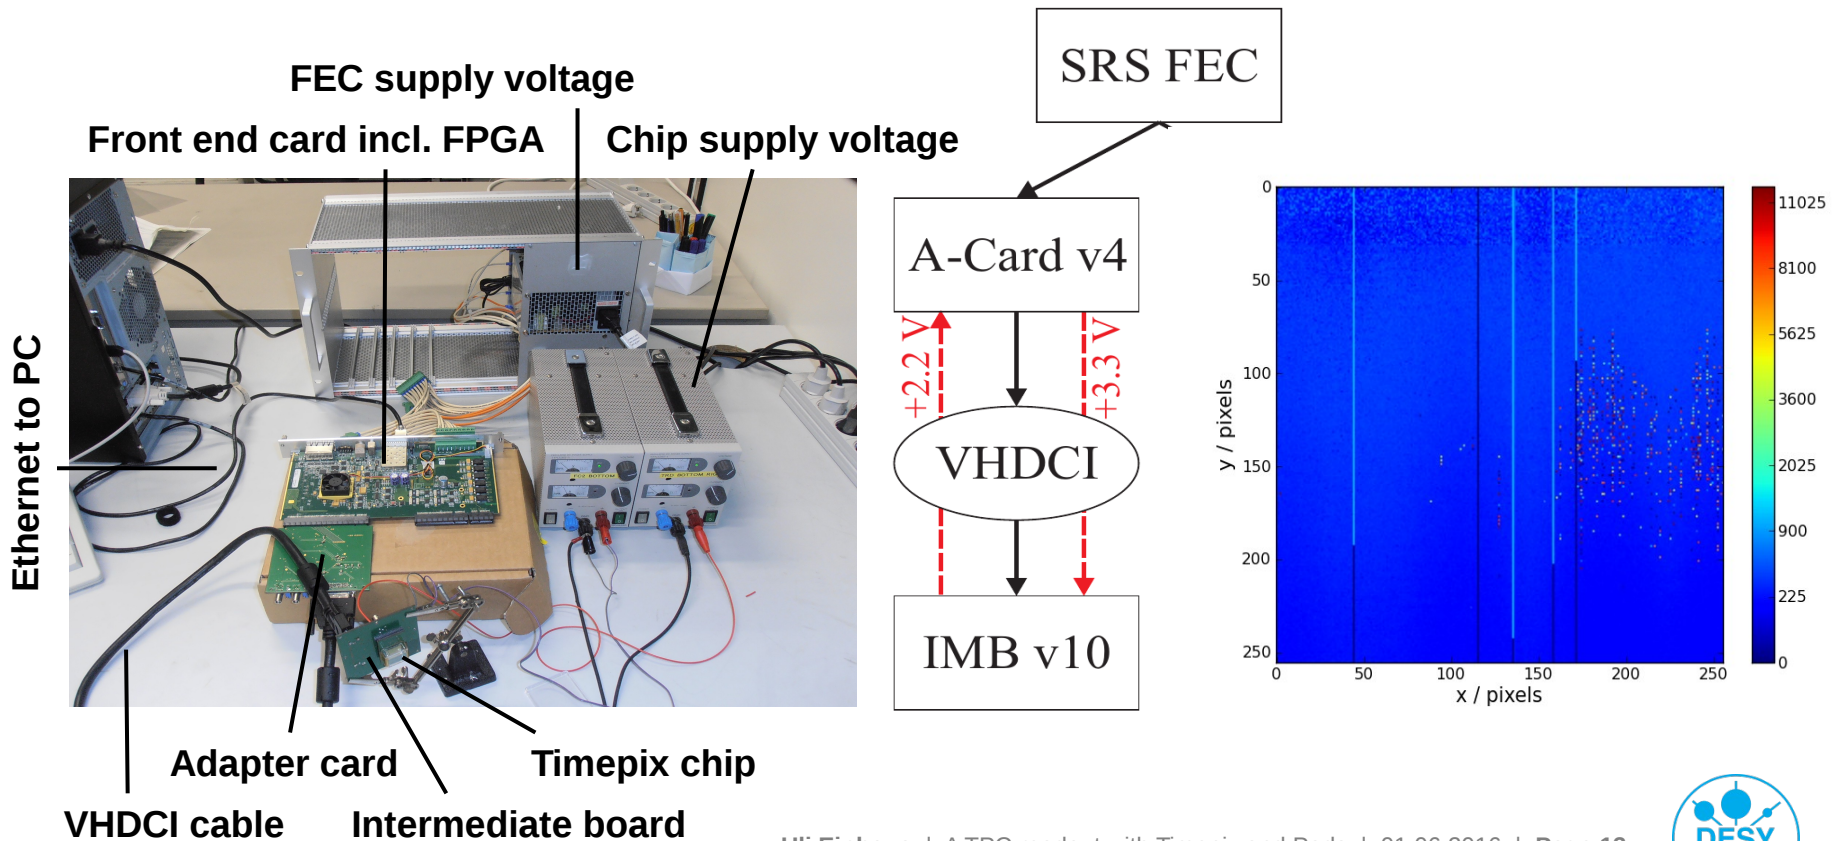 FEC supply voltage
Front end card incl. FPGA
Chip supply voltage
Ethernet to PC
Adapter card
Timepix chip
VHDCI cable
Intermediate board
SRS FEC
A-Card v4
+2.2 V
+3.3 V
VHDCI
IMB v10
0
50
100
150
200
250
y / pixels
0
50
100
150
200
250
x / pixels
11025
8100
5625
3600
2025
900
225
0
DESY